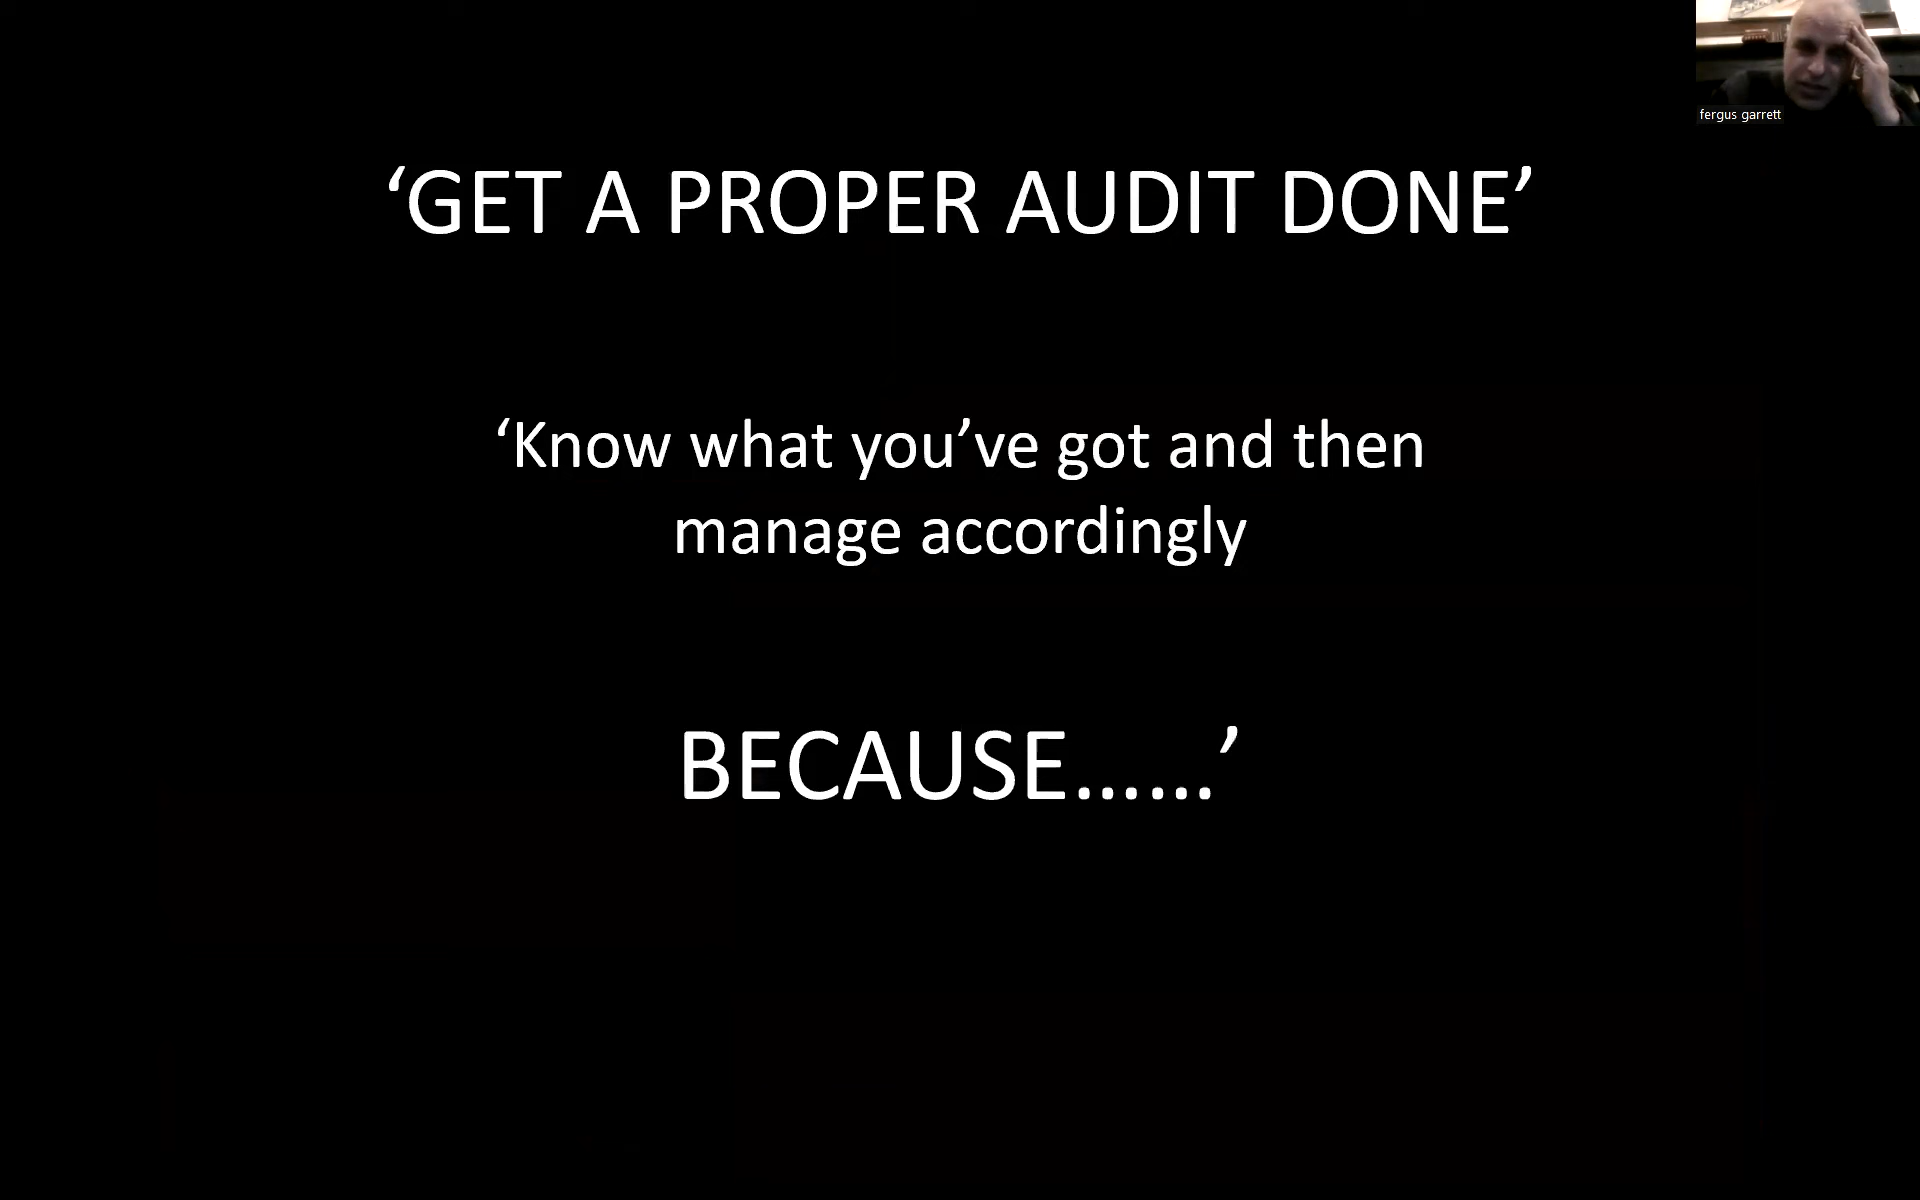 fergus garrett
‘GET A PROPER AUDIT DONE’
‘Know what you’ve got and then
manage accordingly
BECAUSE……’